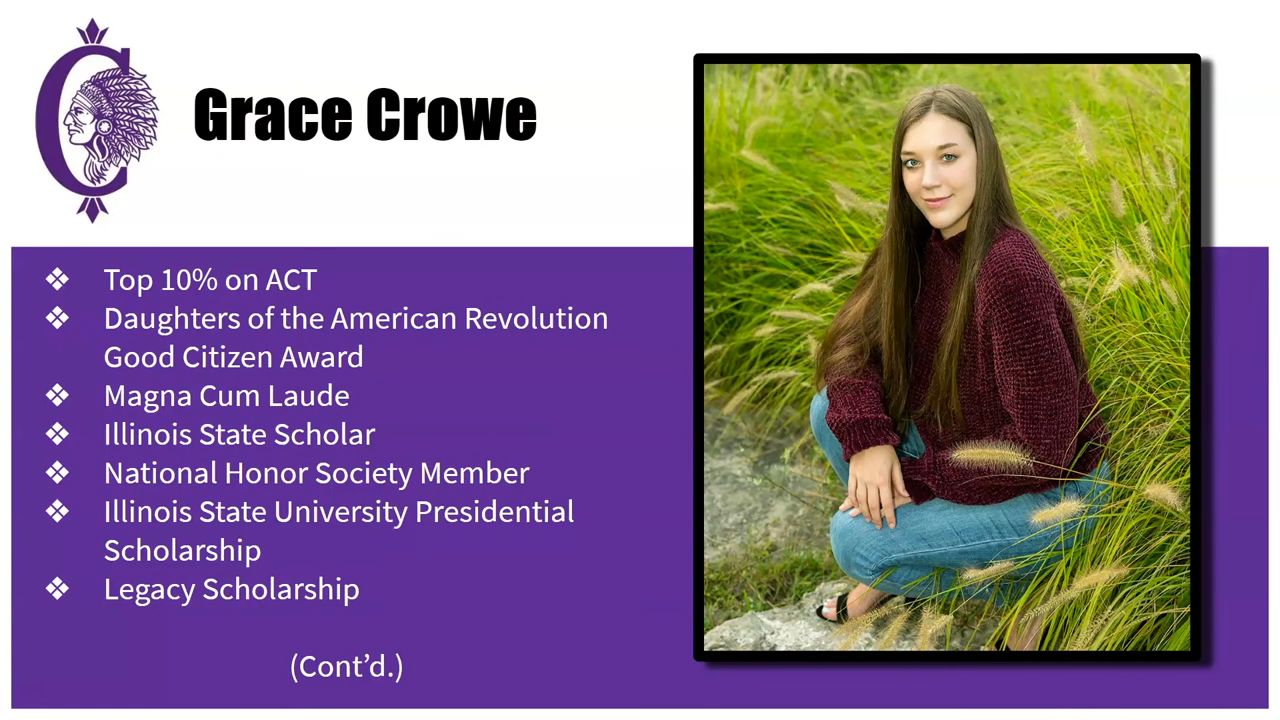 Grace Crowe
❖ Top 10% on ACT
❖ Daughters of the American Revolution
Good Citizen Award
❖ Magna Cum Laude
❖ Illinois State Scholar
❖ National Honor Society Member
❖ Illinois State University Presidential
Scholarship
❖ Legacy Scholarship
(Cont’d.)